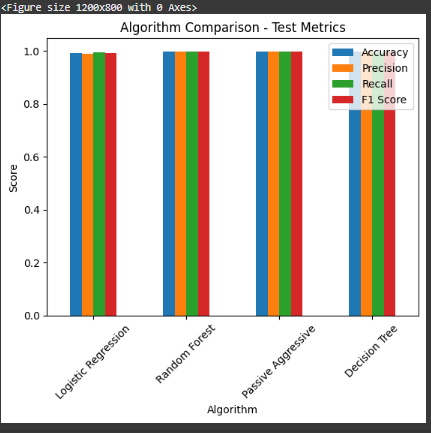 <Figure size 1200x800 with 0 Axes>
Algorithm Comparison - Test Metrics
Accuracy
Precision
Recall
F1 Score
1.0
0.8
0.6
0.4
0.2
0.0
Score
Logistic Regression
Random Forest
Passive Aggressive
Decision Tree
Algorithm